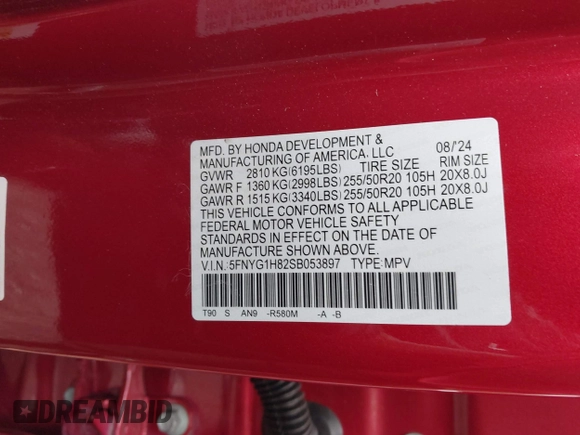 MFD. BY HONDA DEVELOPMENT & 08/'24
MANUFACTURING OF AMERICA, LLC
GVWR 2810 KG(6195LBS) TIRE SIZE RIM SIZE
GAWR F 1360 KG(2998LBS) 255/50R20 105H 20X8.0J
GAWR R 1515 KG(3340LBS) 255/50R20 105H 20X8.0J
THIS VEHICLE CONFORMS TO ALL APPLICABLE
FEDERAL MOTOR VEHICLE SAFETY
STANDARDS IN EFFECT ON THE DATE OF
MANUFACTURE SHOWN ABOVE.
V.I.N.:5FNYG1H82SB053897 TYPE:MPV
T90 S AN9 -R580M -A -B
DREAMBID